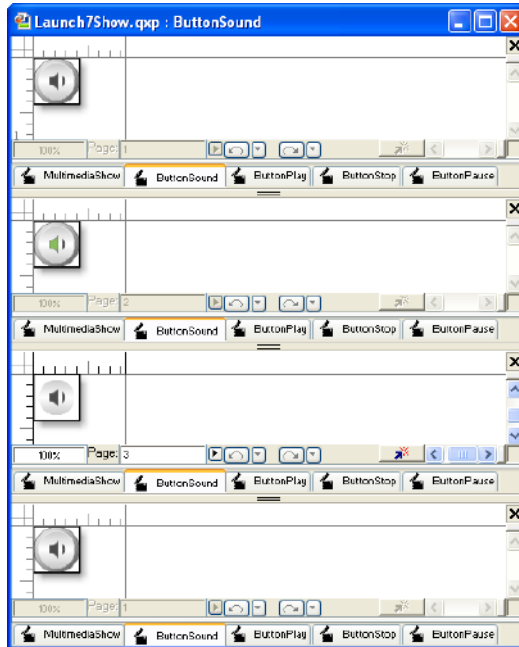 Launch7Show.qxp : ButtonSound
1
100% Page: 1
MultimediaShow ButtonSound ButtonPlay ButtonStop ButtonPause
100% Page: 2
MultimediaShow ButtonSound ButtonPlay ButtonStop ButtonPause
100% Page: 3
MultimediaShow ButtonSound ButtonPlay ButtonStop ButtonPause
100% Page: 1
MultimediaShow ButtonSound ButtonPlay ButtonStop ButtonPause